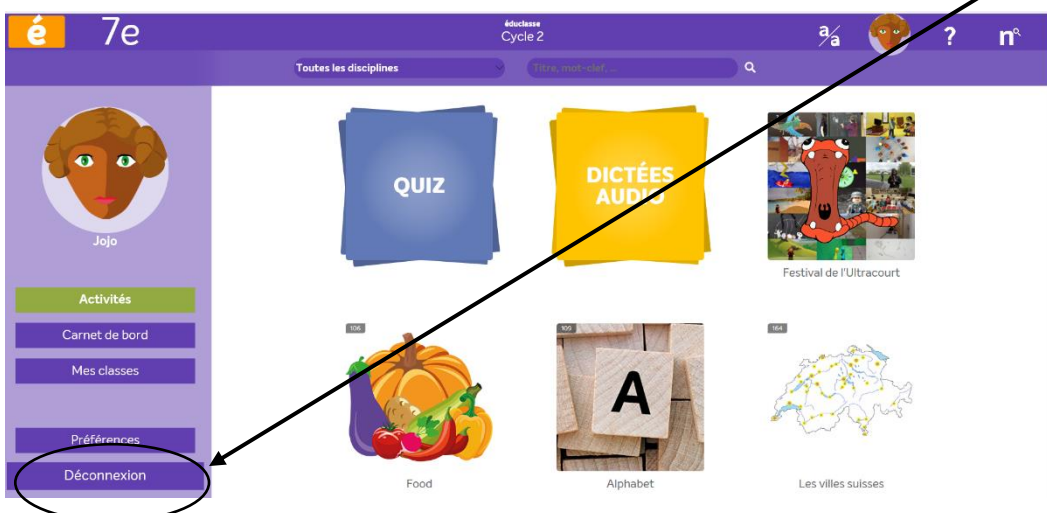 é 7e
éduclasse
Cycle 2
a/a ? n
Toutes les disciplines
Titre, mot-clef, ...
Jojo
Activités
Carnet de bord
Mes classes
Préférences
Déconnexion
QUIZ
DICTÉES
AUDIO
Festival de l'Ultracourt
106
Food
105
A
Alphabet
164
Les villes suisses